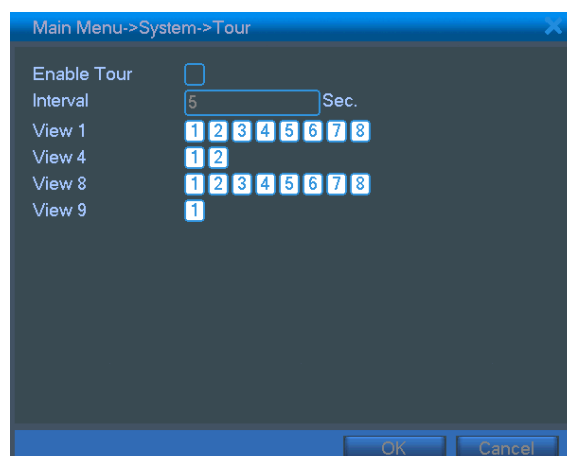 Main Menu->System->Tour
Enable Tour
Interval 5 Sec.
View 1 1 2 3 4 5 6 7 8
View 4 1 2
View 8 1 2 3 4 5 6 7 8
View 9 1
OK Cancel